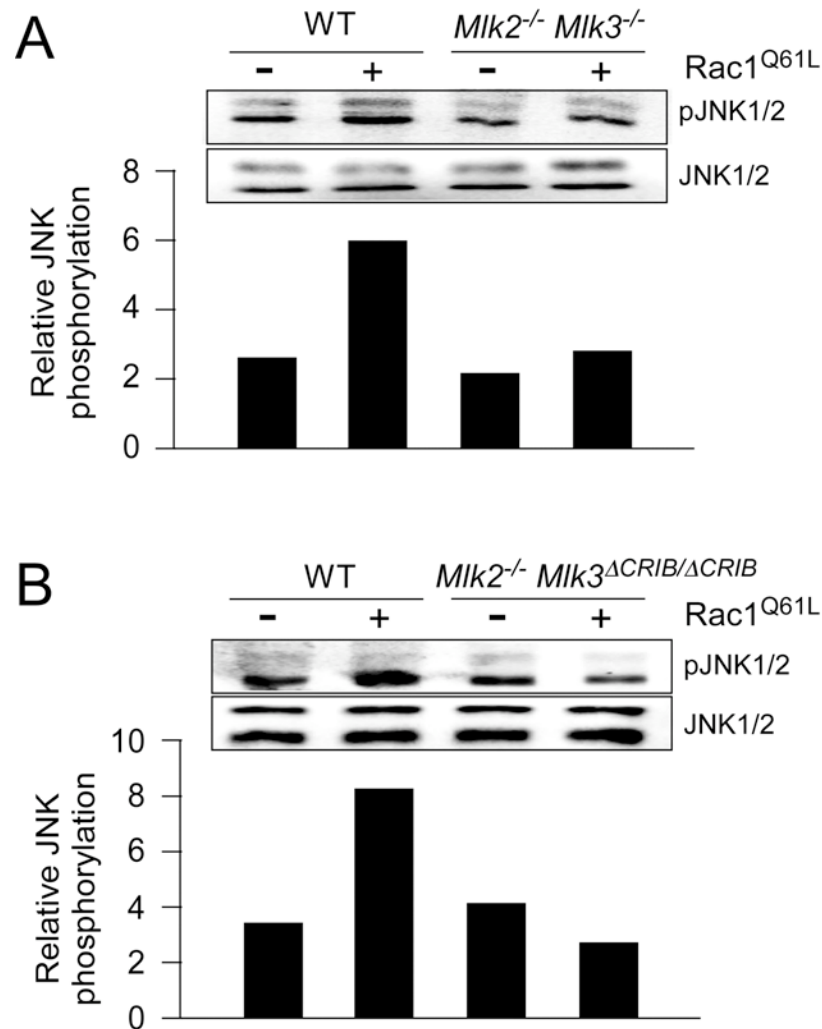 A
WT Mlk2-/- Mlk3-/-
- + - + Rac1Q61L
pJNK1/2
JNK1/2
Relative JNK
phosphorylation
8
6
4
2
0
B
WT Mlk2-/- Mlk3ΔCRIB/ΔCRIB
- + - + Rac1Q61L
pJNK1/2
JNK1/2
Relative JNK
phosphorylation
10
8
6
4
2
0